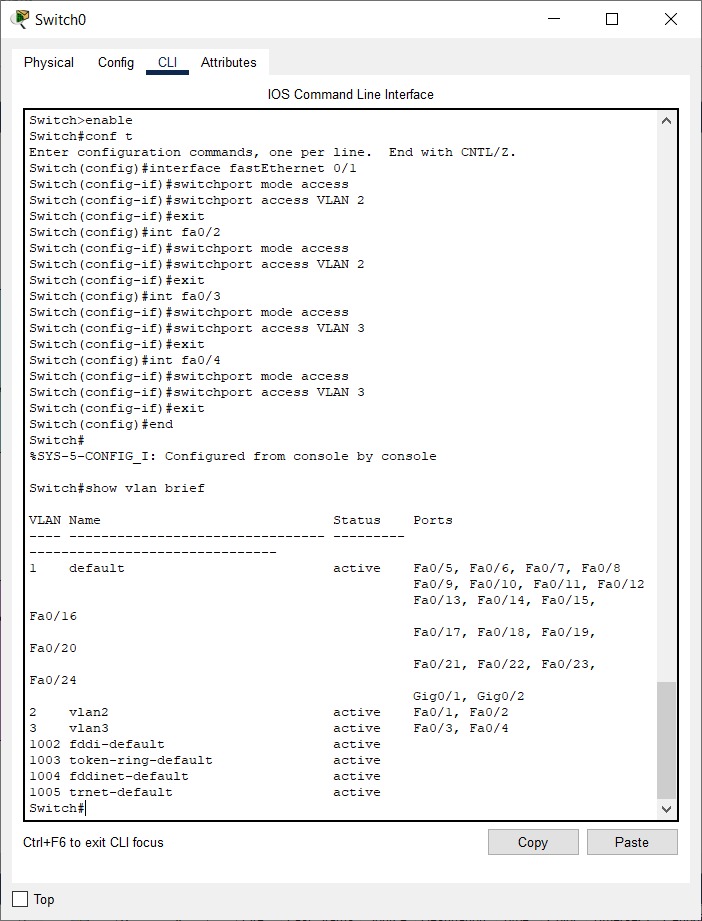 Switch0
Physical Config CLI Attributes
IOS Command Line Interface
Switch>enable
Switch#conf t
Enter configuration commands, one per line.  End with CNTL/Z.
Switch(config)#interface fastEthernet 0/1
Switch(config-if)#switchport mode access
Switch(config-if)#switchport access VLAN 2
Switch(config-if)#exit
Switch(config)#int fa0/2
Switch(config-if)#switchport mode access
Switch(config-if)#switchport access VLAN 2
Switch(config-if)#exit
Switch(config)#int fa0/3
Switch(config-if)#switchport mode access
Switch(config-if)#switchport access VLAN 3
Switch(config-if)#exit
Switch(config)#int fa0/4
Switch(config-if)#switchport mode access
Switch(config-if)#switchport access VLAN 3
Switch(config-if)#exit
Switch(config)#end
Switch#
%SYS-5-CONFIG_I: Configured from console by console
Switch#show vlan brief
VLAN Name                             Status    Ports
---- -------------------------------- ---------
-------------------------------
1    default                          active    Fa0/5, Fa0/6, Fa0/7, Fa0/8
                                                Fa0/9, Fa0/10, Fa0/11, Fa0/12
                                                Fa0/13, Fa0/14, Fa0/15,
Fa0/16
                                                Fa0/17, Fa0/18, Fa0/19,
Fa0/20
                                                Fa0/21, Fa0/22, Fa0/23,
Fa0/24
                                                Gig0/1, Gig0/2
2    vlan2                            active    Fa0/1, Fa0/2
3    vlan3                            active    Fa0/3, Fa0/4
1002 fddi-default                     active
1003 token-ring-default               active
1004 fddinet-default                  active
1005 trnet-default                    active
Switch#
Ctrl+F6 to exit CLI focus Copy Paste
Top